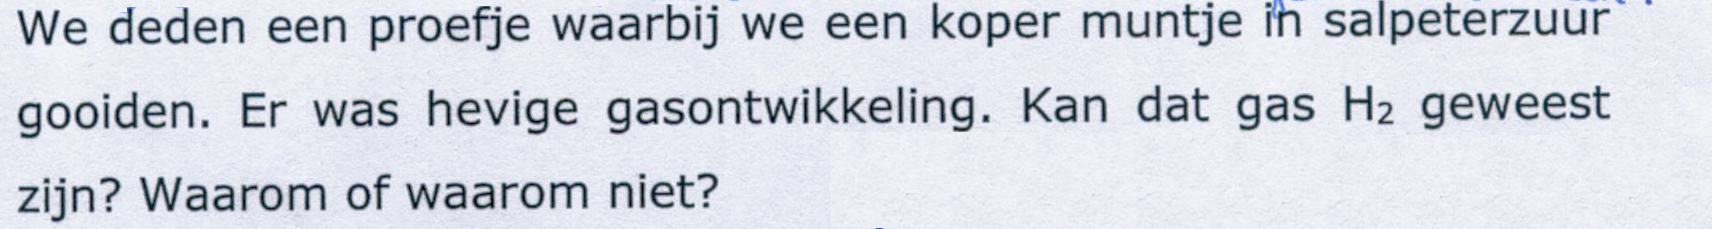 We deden een proefje waarbij we een koper muntje in salpeterzuur
gooiden. Er was hevige gasontwikkeling. Kan dat gas H₂ geweest
zijn? Waarom of waarom niet?